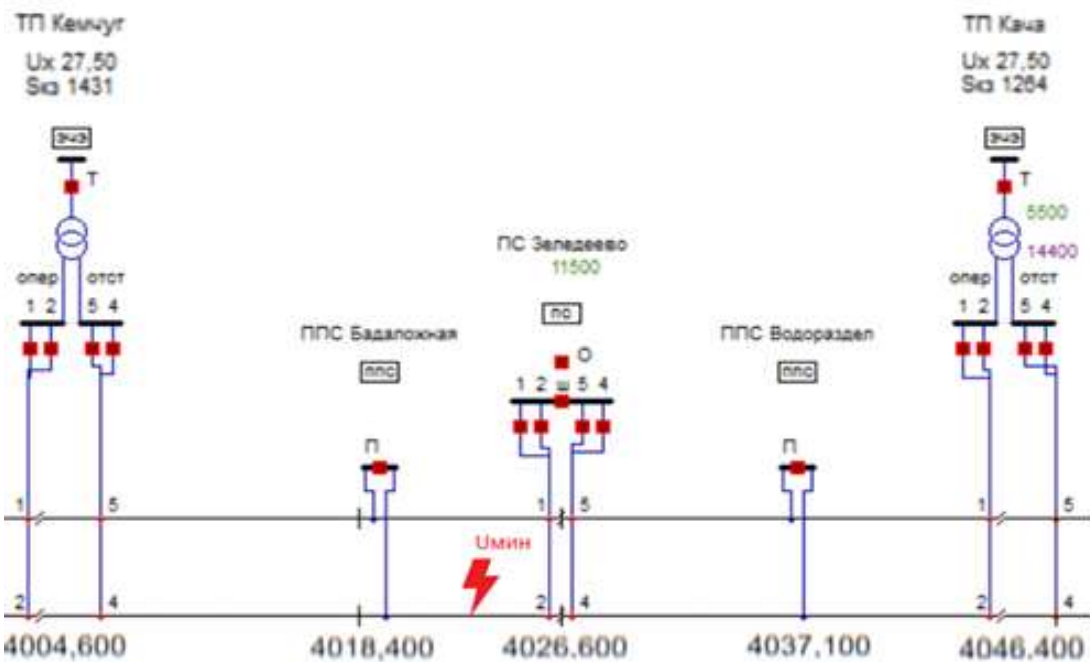 ТП Кемчуг
Uх 27,50
Sкз 1431
ЭЧЭ
Т
опер отст
1 2 5 4
ТП Кача
Uх 27,50
Sкз 1264
ЭЧЭ
Т
5500
14400
опер отст
1 2 5 4
ПС Зеледеево
11500
ПС
О
1 2 ш 5 4
ППС Бадаложная
ппс
П
ППС Водораздел
ппс
П
1 5 1 5 1 5
Uмин
2 4 2 4 2 4
4004,600 4018,400 4026,600 4037,100 4046,400